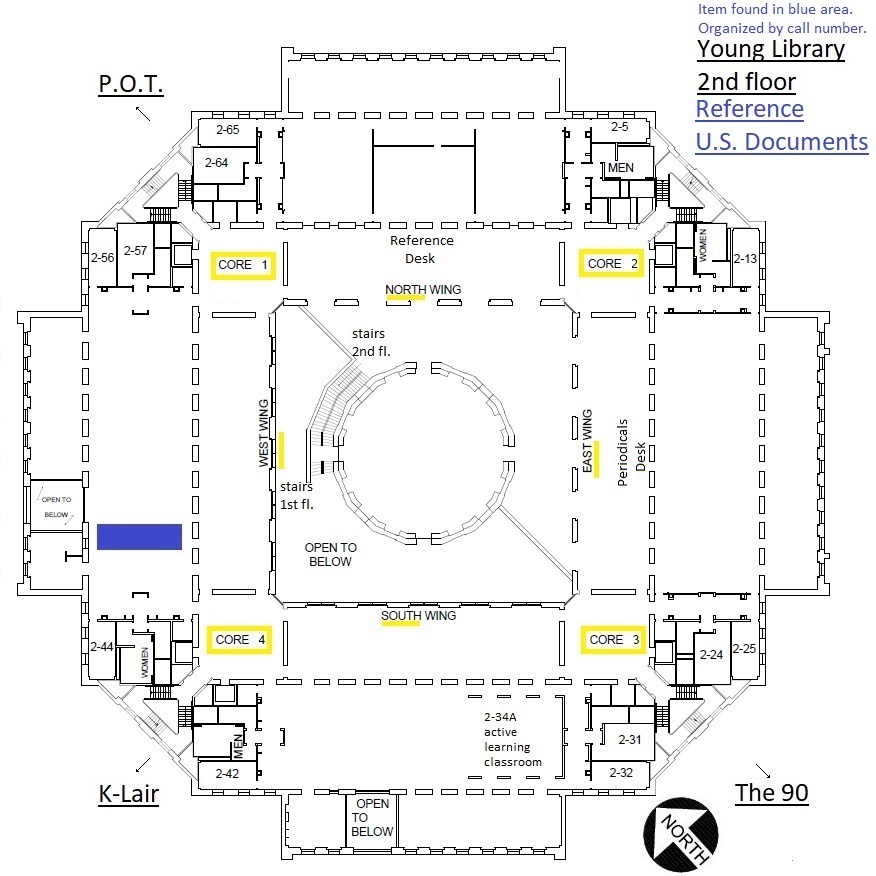 Item found in blue area.
Organized by call number.
Young Library
2nd floor
Reference
U.S. Documents
P.O.T.
2-65
2-64
2-5
MEN
2-56
2-57
WOMEN
2-13
CORE 1
Reference
Desk
CORE 2
NORTH WING
stairs
2nd fl.
WEST WING
EAST WING
Periodicals
Desk
stairs
1st fl.
OPEN TO
BELOW
OPEN TO
BELOW
CORE 4
SOUTH WING
CORE 3
2-44
WOMEN
2-24
2-25
MEN
2-42
2-34A
active
learning
classroom
2-31
2-32
K-Lair
OPEN
TO
BELOW
The 90
NORTH